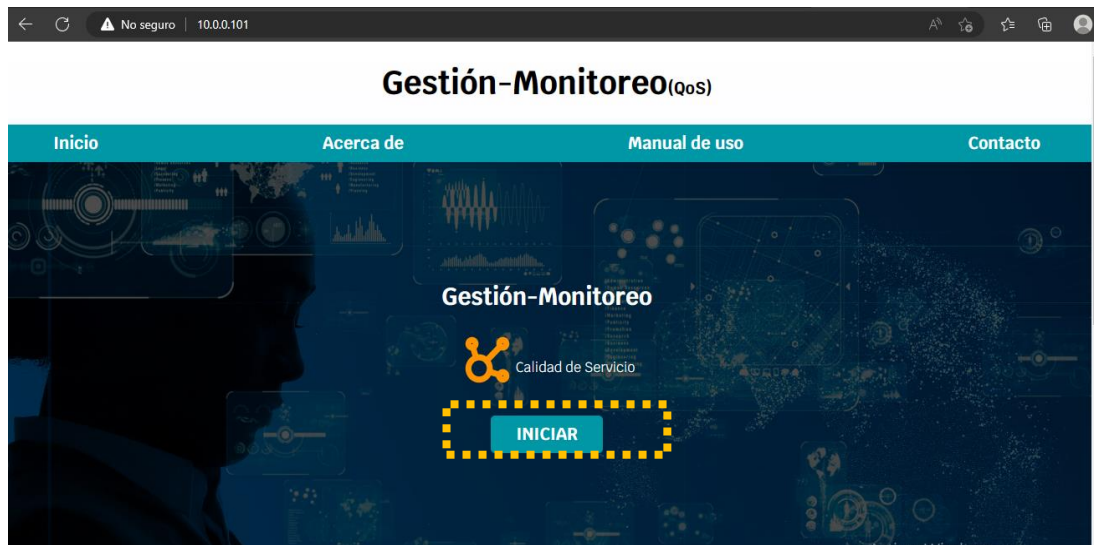 No seguro
10.0.0.101
Gestión-Monitoreo(QoS)
Inicio
Acerca de
Manual de uso
Contacto
Gestión-Monitoreo
Calidad de Servicio
INICIAR